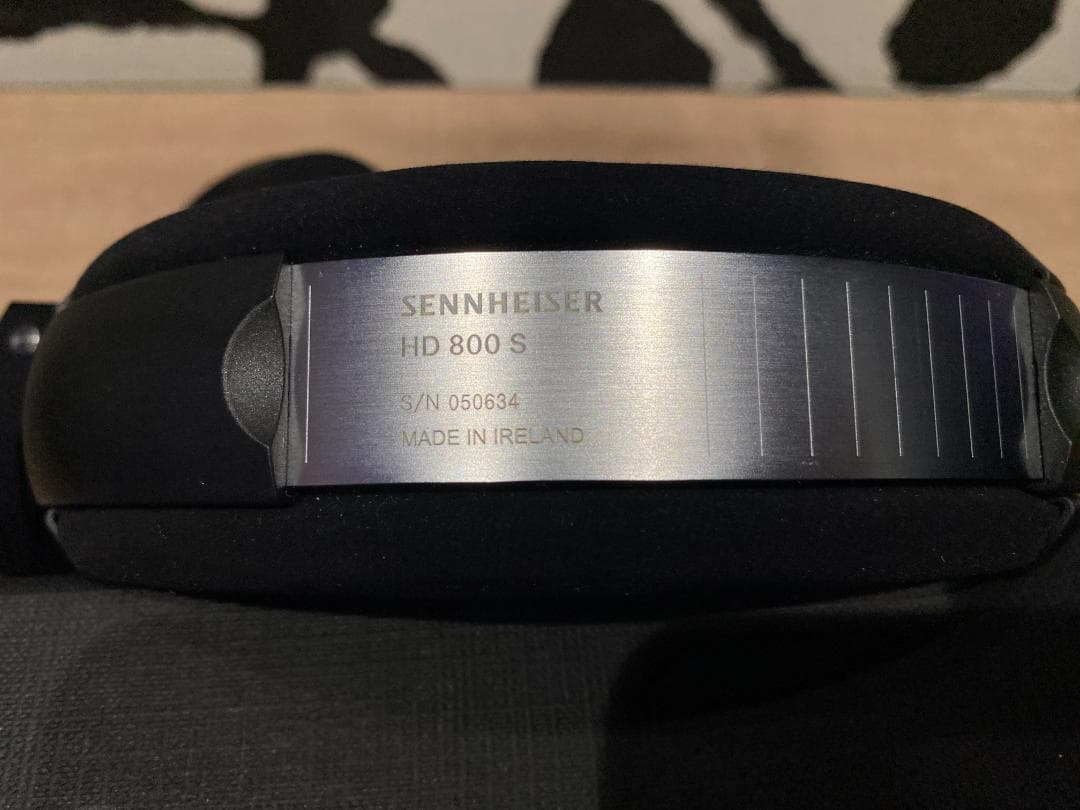 SENNHEISER
HD 800 S
S/N 050634
MADE IN IRELAND